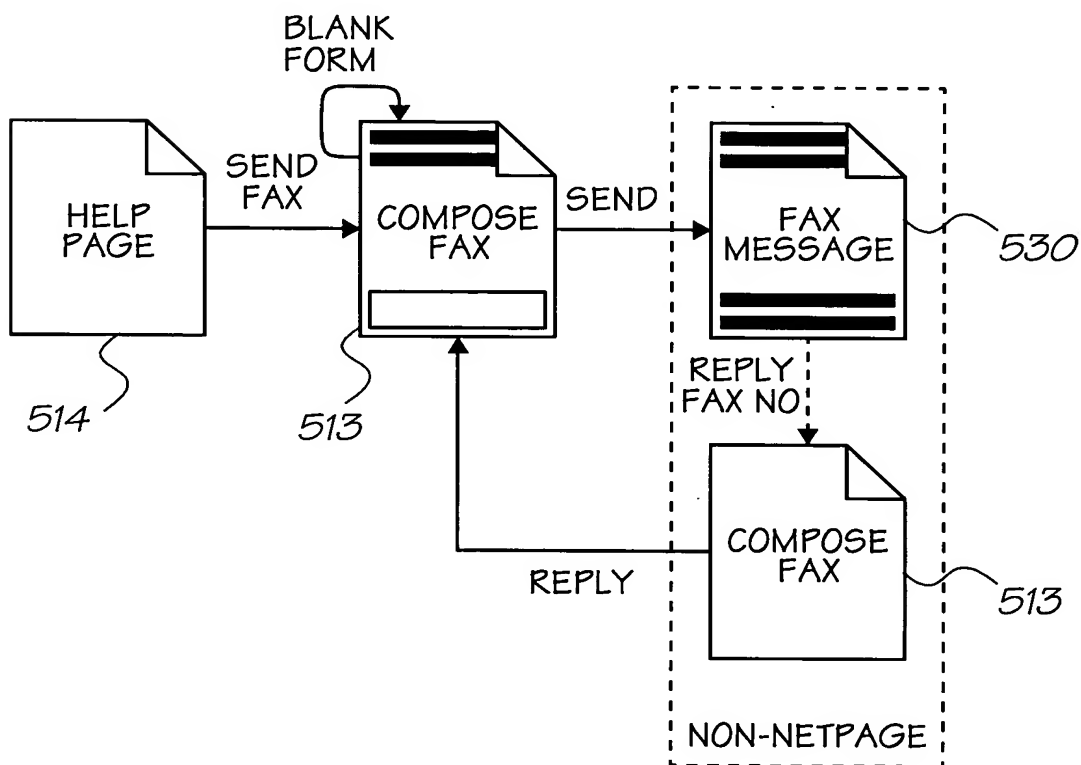 BLANK
FORM
HELP
PAGE
SEND
FAX
COMPOSE
FAX
SEND
FAX
MESSAGE
530
514
513
REPLY
FAX NO
COMPOSE
FAX
REPLY
513
NON-NETPAGE